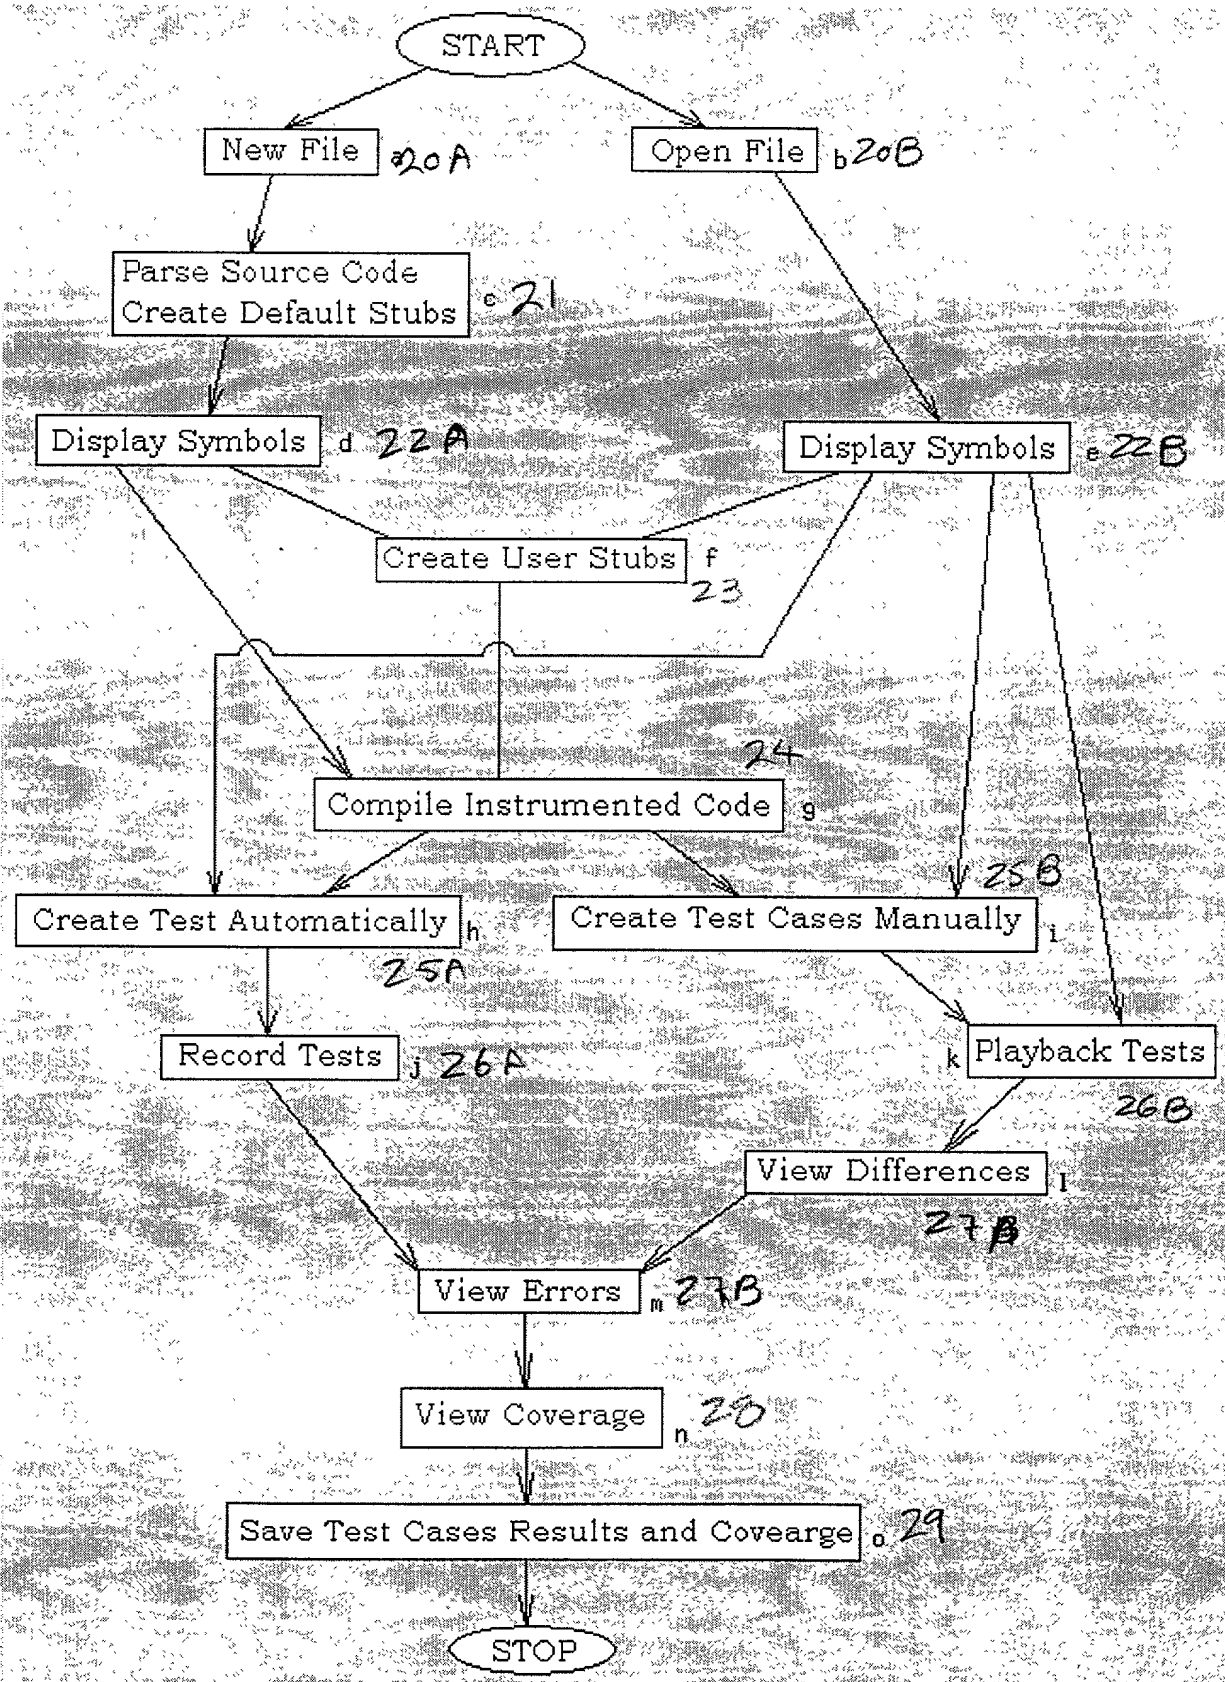 START
New File
a 20A
Open File
b 20B
Parse Source Code
Create Default Stubs
c 21
Display Symbols
d 22A
Display Symbols
e 22B
Create User Stubs
f
23
24
Compile Instrumented Code
g
25B
Create Test Automatically
h
Create Test Cases Manually
i
25A
Record Tests
j 26A
k
Playback Tests
26B
View Differences
l
27
View Errors
m 27B
View Coverage
n 28
Save Test Cases Results and Covearge
o 29
STOP